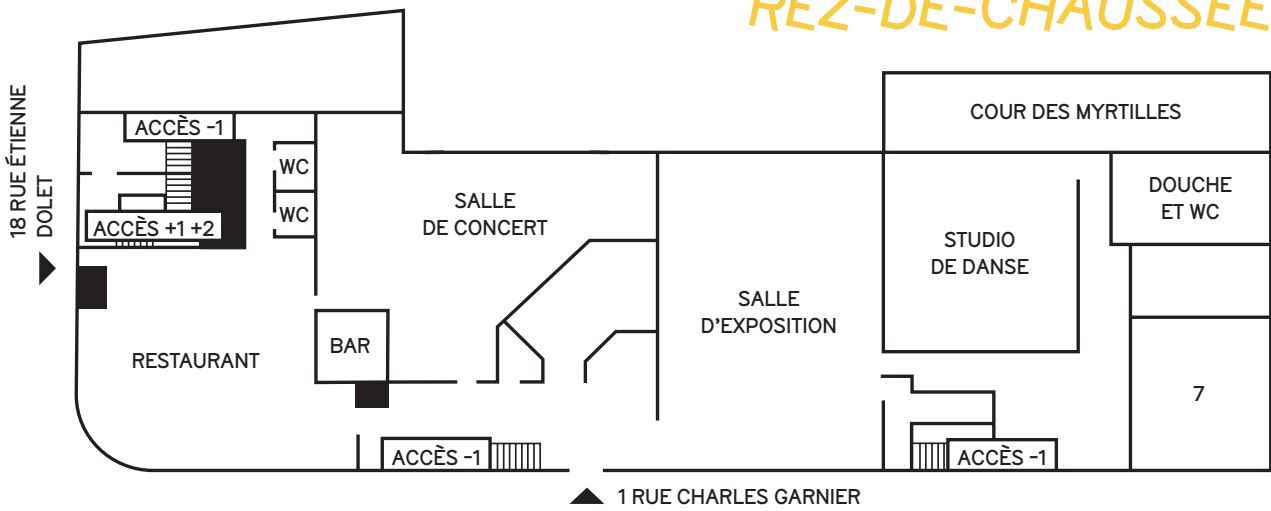 REZ-DE-CHAUSSÉE
COUR DES MYRTILLES
ACCÈS -1
WC
WC
18 RUE ÉTIENNE
DOLET
ACCÈS +1 +2
SALLE
DE CONCERT
DOUCHE
ET WC
STUDIO
DE DANSE
SALLE
D'EXPOSITION
RESTAURANT
BAR
7
ACCÈS -1
ACCÈS -1
1 RUE CHARLES GARNIER